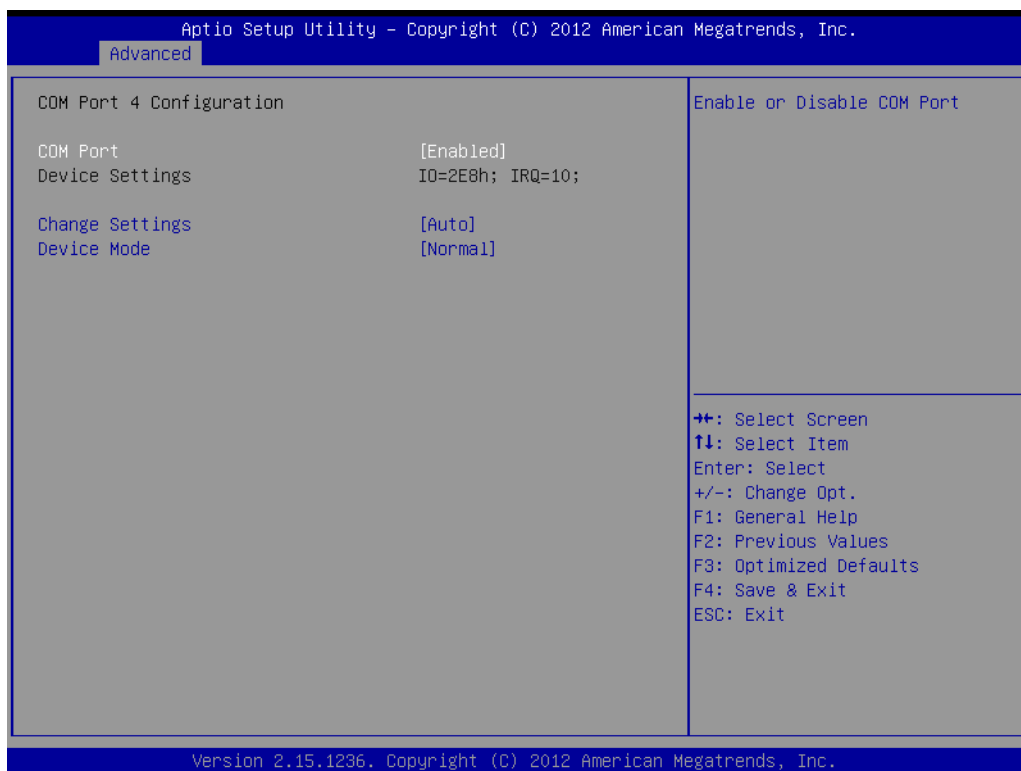 Aptio Setup Utility – Copyright (C) 2012 American Megatrends, Inc.
Advanced
COM Port 4 Configuration
COM Port [Enabled]
Device Settings IO=2E8h; IRQ=10;
Change Settings [Auto]
Device Mode [Normal]
Enable or Disable COM Port
→←: Select Screen
↑↓: Select Item
Enter: Select
+/-: Change Opt.
F1: General Help
F2: Previous Values
F3: Optimized Defaults
F4: Save & Exit
ESC: Exit
Version 2.15.1236. Copyright (C) 2012 American Megatrends, Inc.